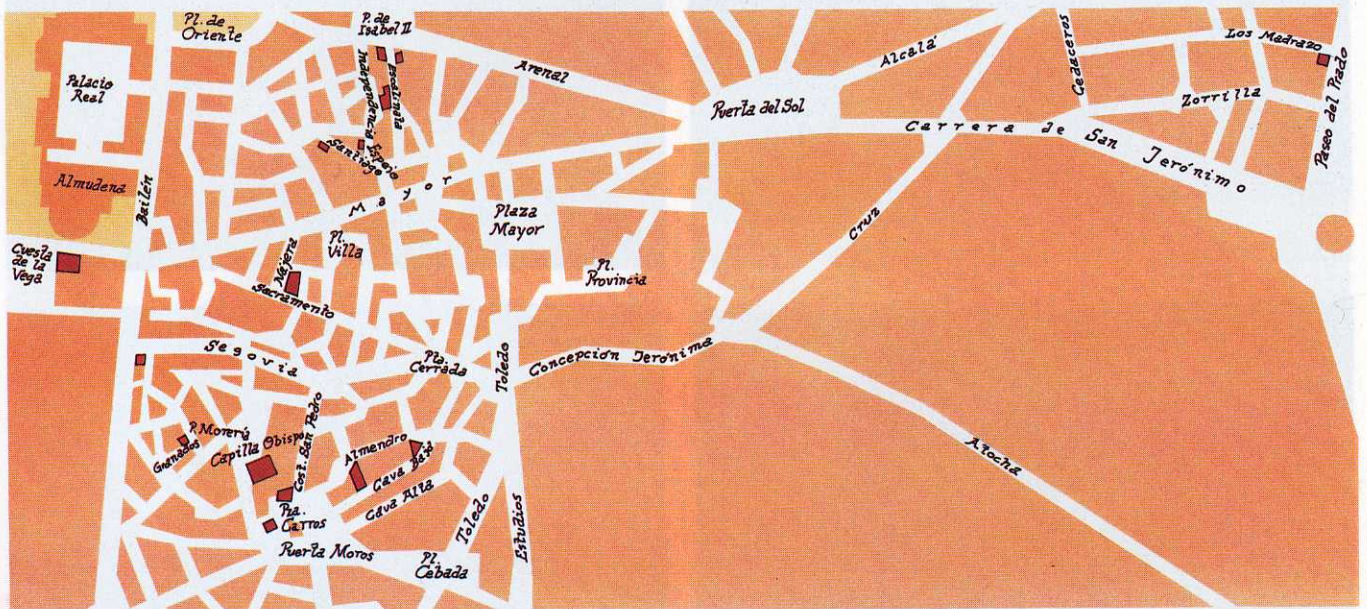 Pl. de
Oriente
P. de
Isabel II
Palacio
Real
Almudena
Bailén
Independencia
Escalinata
Espejo
Santiago
Arenal
Puerta del Sol
Alcalá
Cedaceros
Los Madrazo
Zorrilla
Paseo del Prado
Carrera de San Jerónimo
Mayor
Plaza
Mayor
Cruz
Cuesta
de la
Vega
Nájera
Pl.
Villa
Sacramento
Pl.
Provincia
Segovia
Pla.
Cerrada
Toledo
Concepción Jerónima
P. Morería
Granados
Capilla Obispo
Cost. San Pedro
Almendro
Cava Baja
Cava Alta
Pza.
Carros
Puerta Moros
Toledo
Estudios
Pl.
Cebada
Atocha